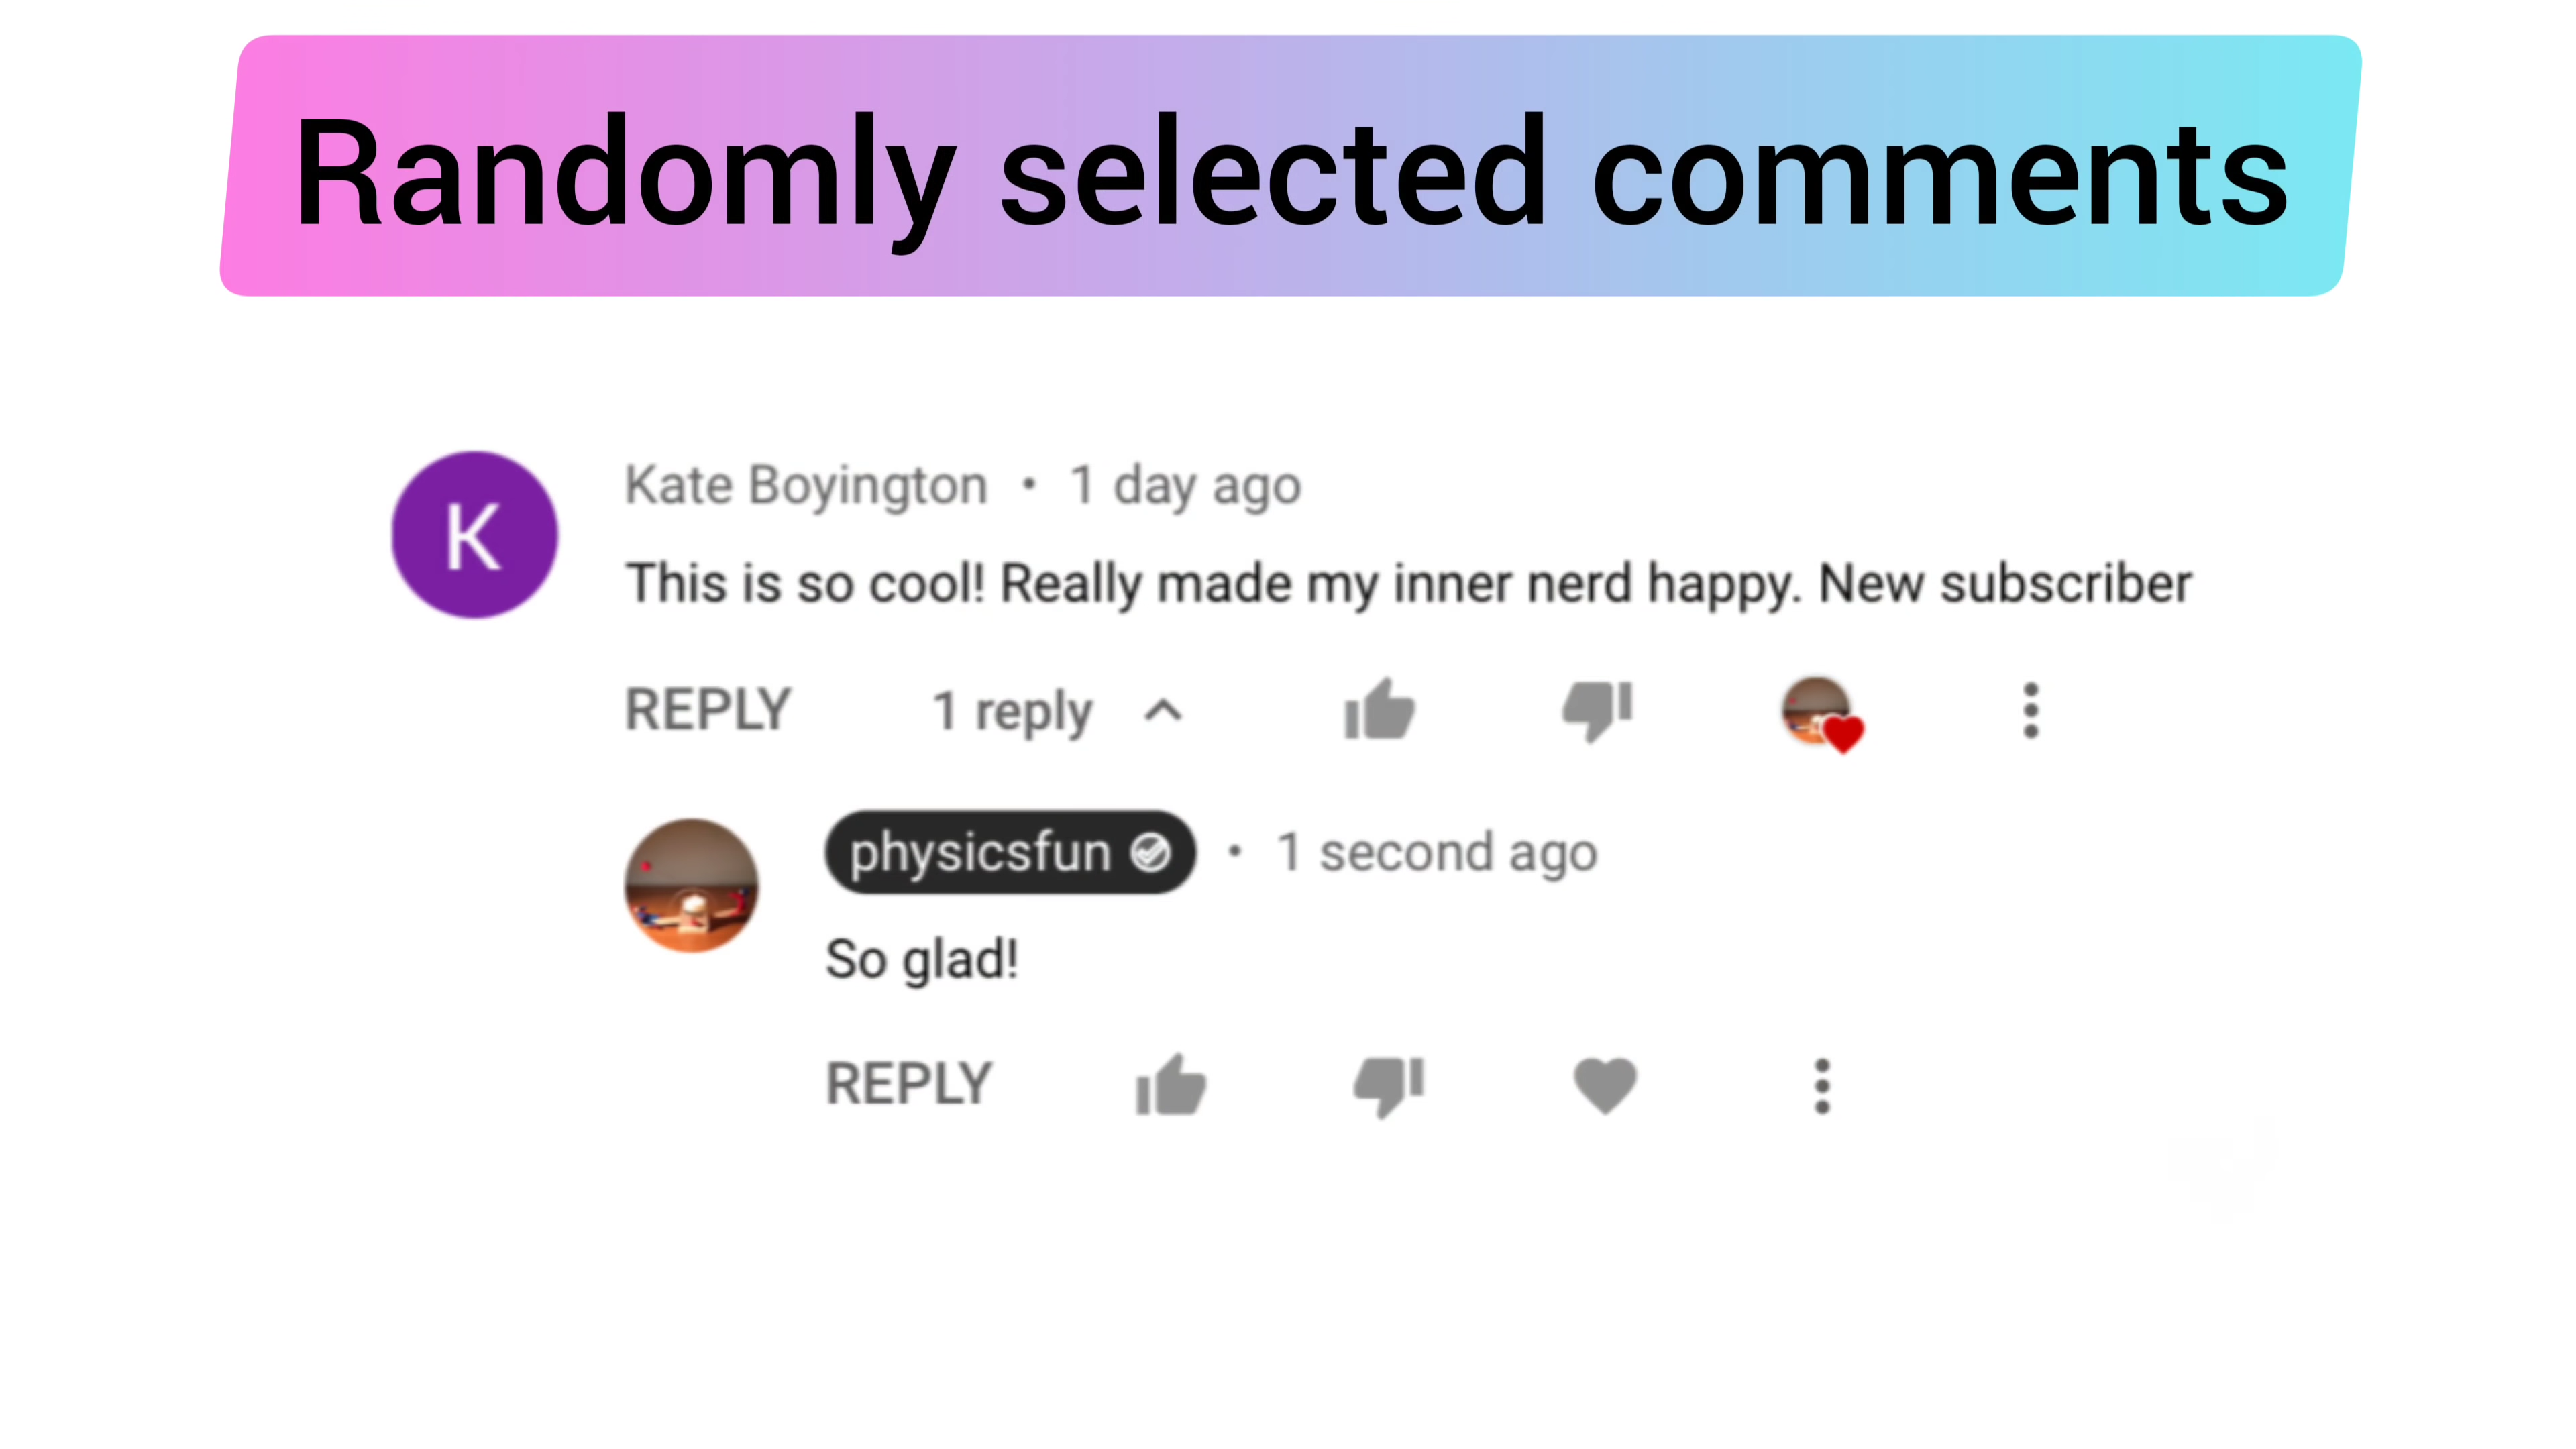 Randomly selected comments
K
Kate Boyington • 1 day ago
This is so cool! Really made my inner nerd happy. New subscriber
REPLY 1 reply
physicsfun • 1 second ago
So glad!
REPLY